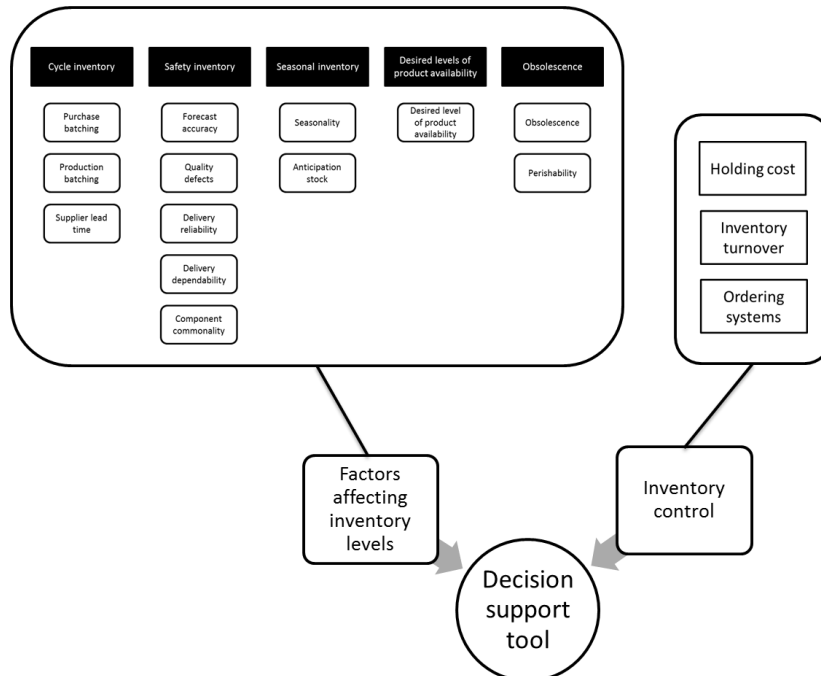 Cycle inventory
Purchase
batching
Production
batching
Supplier lead
time
Safety inventory
Forecast
accuracy
Quality
defects
Delivery
reliability
Delivery
dependability
Component
commonality
Seasonal inventory
Seasonality
Anticipation
stock
Desired levels of
product availability
Desired level
of product
availability
Obsolescence
Obsolescence
Perishability
Holding cost
Inventory
turnover
Ordering
systems
Factors
affecting
inventory
levels
Inventory
control
Decision
support
tool